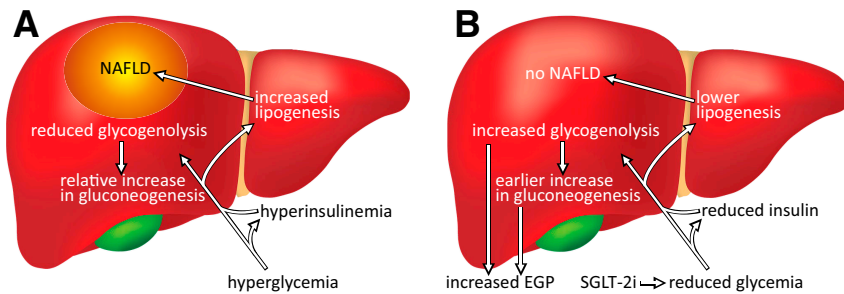 A
NAFLD
increased
lipogenesis
reduced glycogenolysis
relative increase
in gluconeogenesis
hyperinsulinemia
hyperglycemia
B
no NAFLD
lower
lipogenesis
increased glycogenolysis
earlier increase
in gluconeogenesis
reduced insulin
increased EGP
SGLT-2i
reduced glycemia